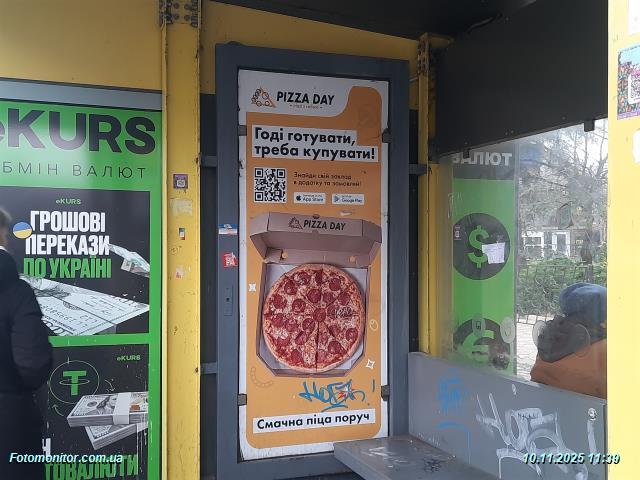 eKURS
ОБМІН ВАЛЮТ
eKURS
ГРОШОВІ
ПЕРЕКАЗИ
ПО УКРАЇНІ
eKURS
ВАЛЮТИ
PIZZA DAY
Годі готувати,
треба купувати!
Знайди свій заклад
в додатку та замовляй!
App Store
Google Play
PIZZA DAY
Смачна піца поруч
ВАЛЮТ
Fotomonitor.com.ua
10.11.2025 11:39